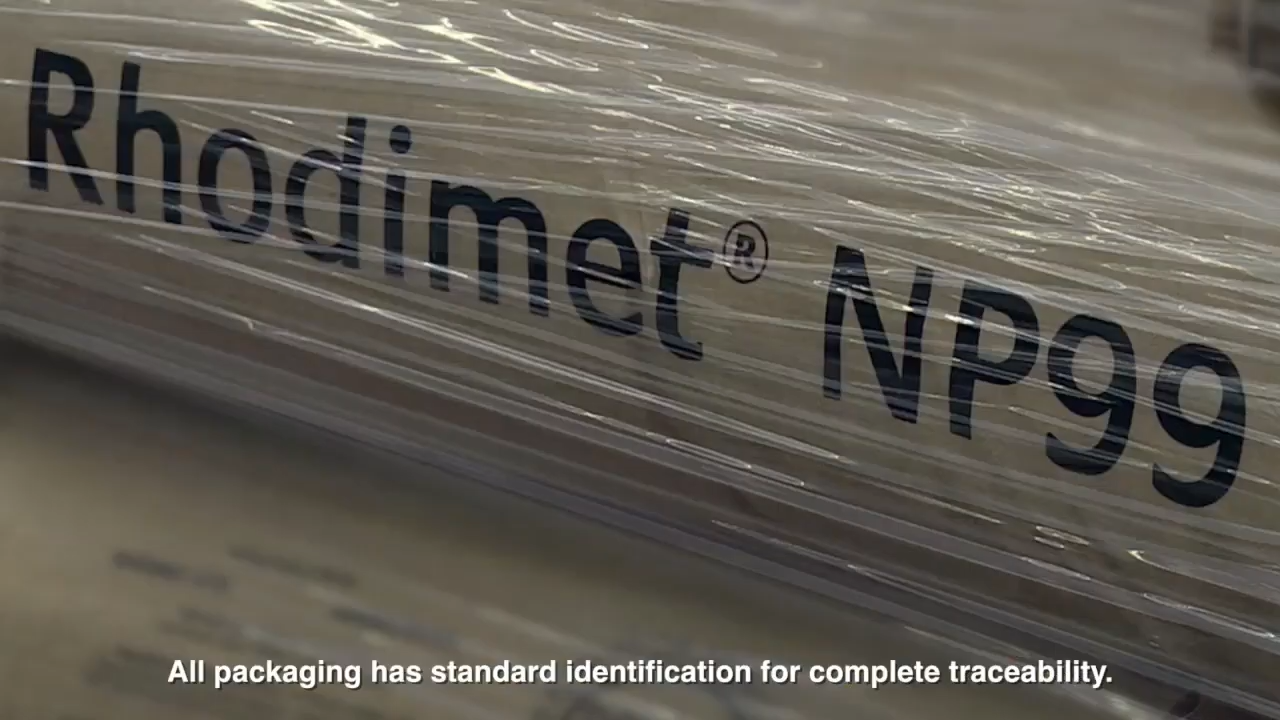 Rhodimet® NP99
All packaging has standard identification for complete traceability.